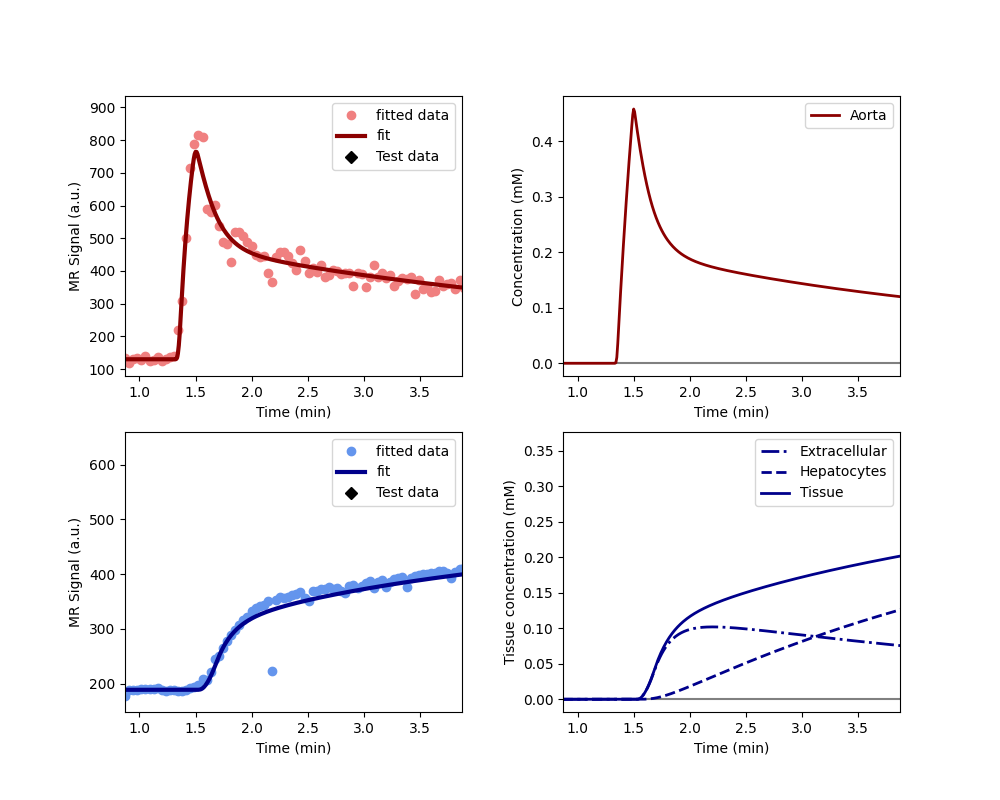 900
800
700
600
500
400
300
200
100
MR Signal (a.u.)
1.0 1.5 2.0 2.5 3.0 3.5
Time (min)
fitted data
fit
Test data
0.4
0.3
0.2
0.1
0.0
Concentration (mM)
1.0 1.5 2.0 2.5 3.0 3.5
Time (min)
Aorta
600
500
400
300
200
MR Signal (a.u.)
1.0 1.5 2.0 2.5 3.0 3.5
Time (min)
fitted data
fit
Test data
0.35
0.30
0.25
0.20
0.15
0.10
0.05
0.00
Tissue concentration (mM)
1.0 1.5 2.0 2.5 3.0 3.5
Time (min)
Extracellular
Hepatocytes
Tissue